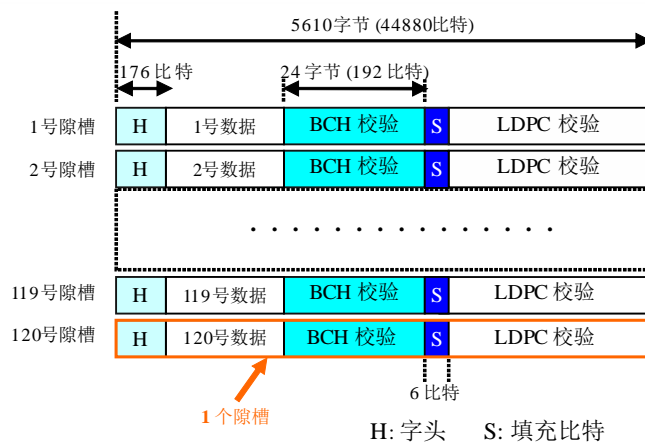 5610字节 (44880比特)
176 比 特
24 字节 (192 比特)
1号隙槽 H 1号数据 BCH 校验 S LDPC 校验
2号隙槽 H 2号数据 BCH 校验 S LDPC 校验
· · · · · · · · · · · · · · ·
119号隙槽 H 119号数据 BCH 校验 S LDPC 校验
120号隙槽 H 120号数据 BCH 校验 S LDPC 校验
1 个隙槽
6 比特
H: 字头 S: 填充比特